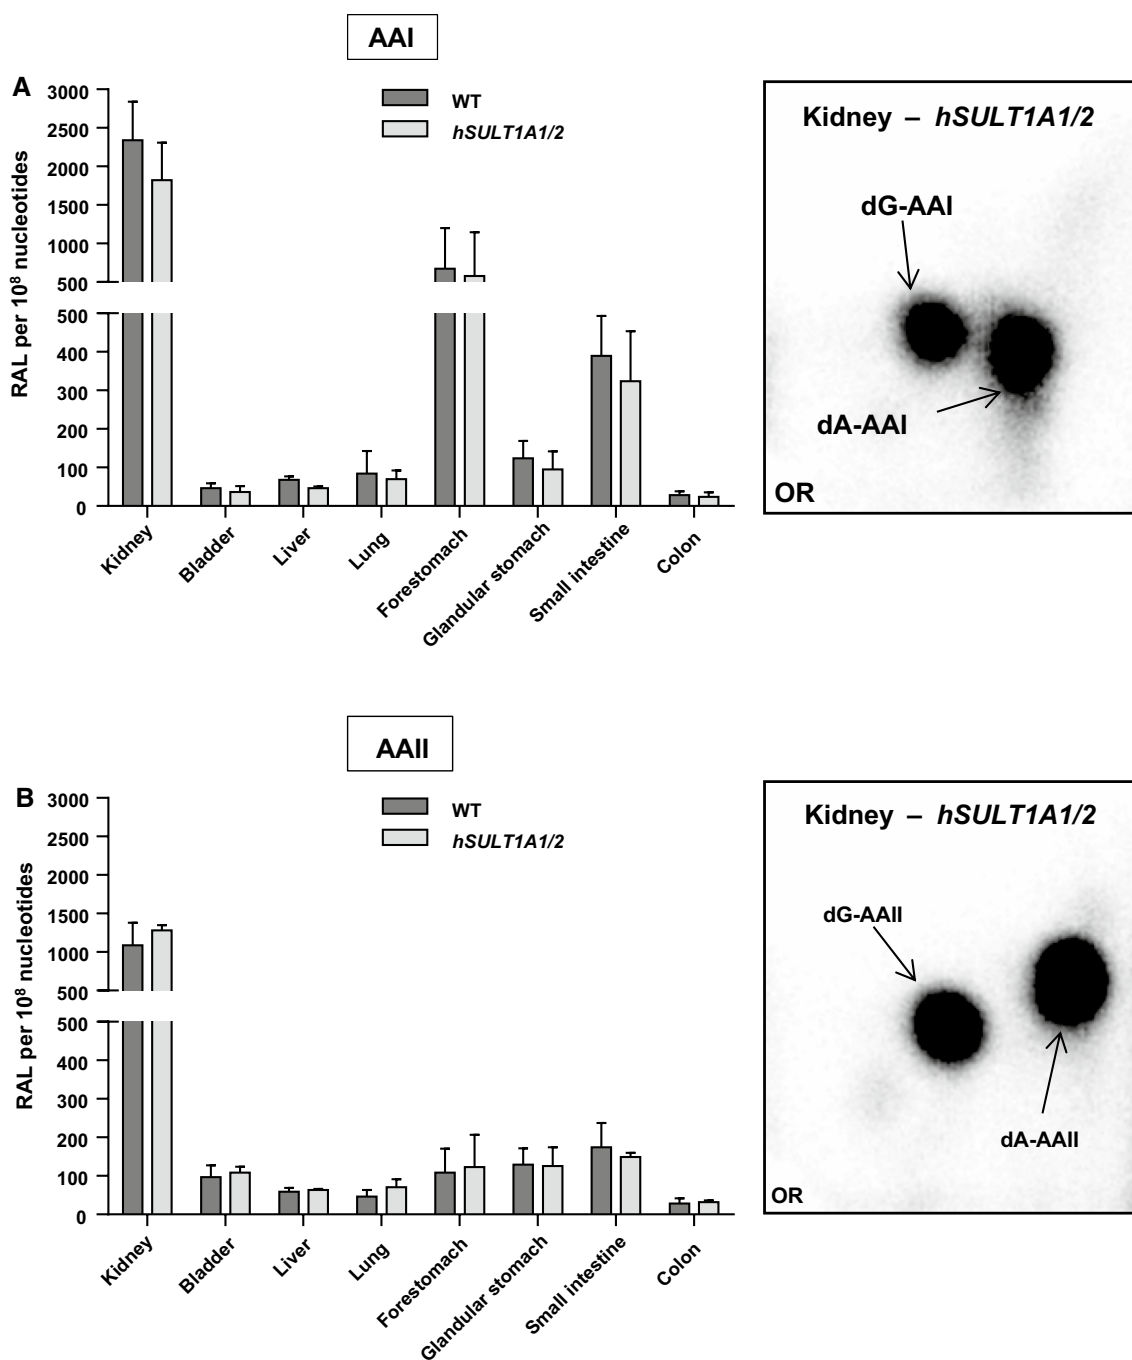 AAI
A
WT
hSULT1A1/2
RAL per 10⁸ nucleotides
3000
2500
2000
1500
1000
500
500
400
300
200
100
0
Kidney
Bladder
Liver
Lung
Forestomach
Glandular stomach
Small intestine
Colon
Kidney – hSULT1A1/2
dG-AAI
dA-AAI
OR
AAII
B
WT
hSULT1A1/2
RAL per 10⁸ nucleotides
3000
2500
2000
1500
1000
500
500
400
300
200
100
0
Kidney
Bladder
Liver
Lung
Forestomach
Glandular stomach
Small intestine
Colon
Kidney – hSULT1A1/2
dG-AAII
dA-AAII
OR